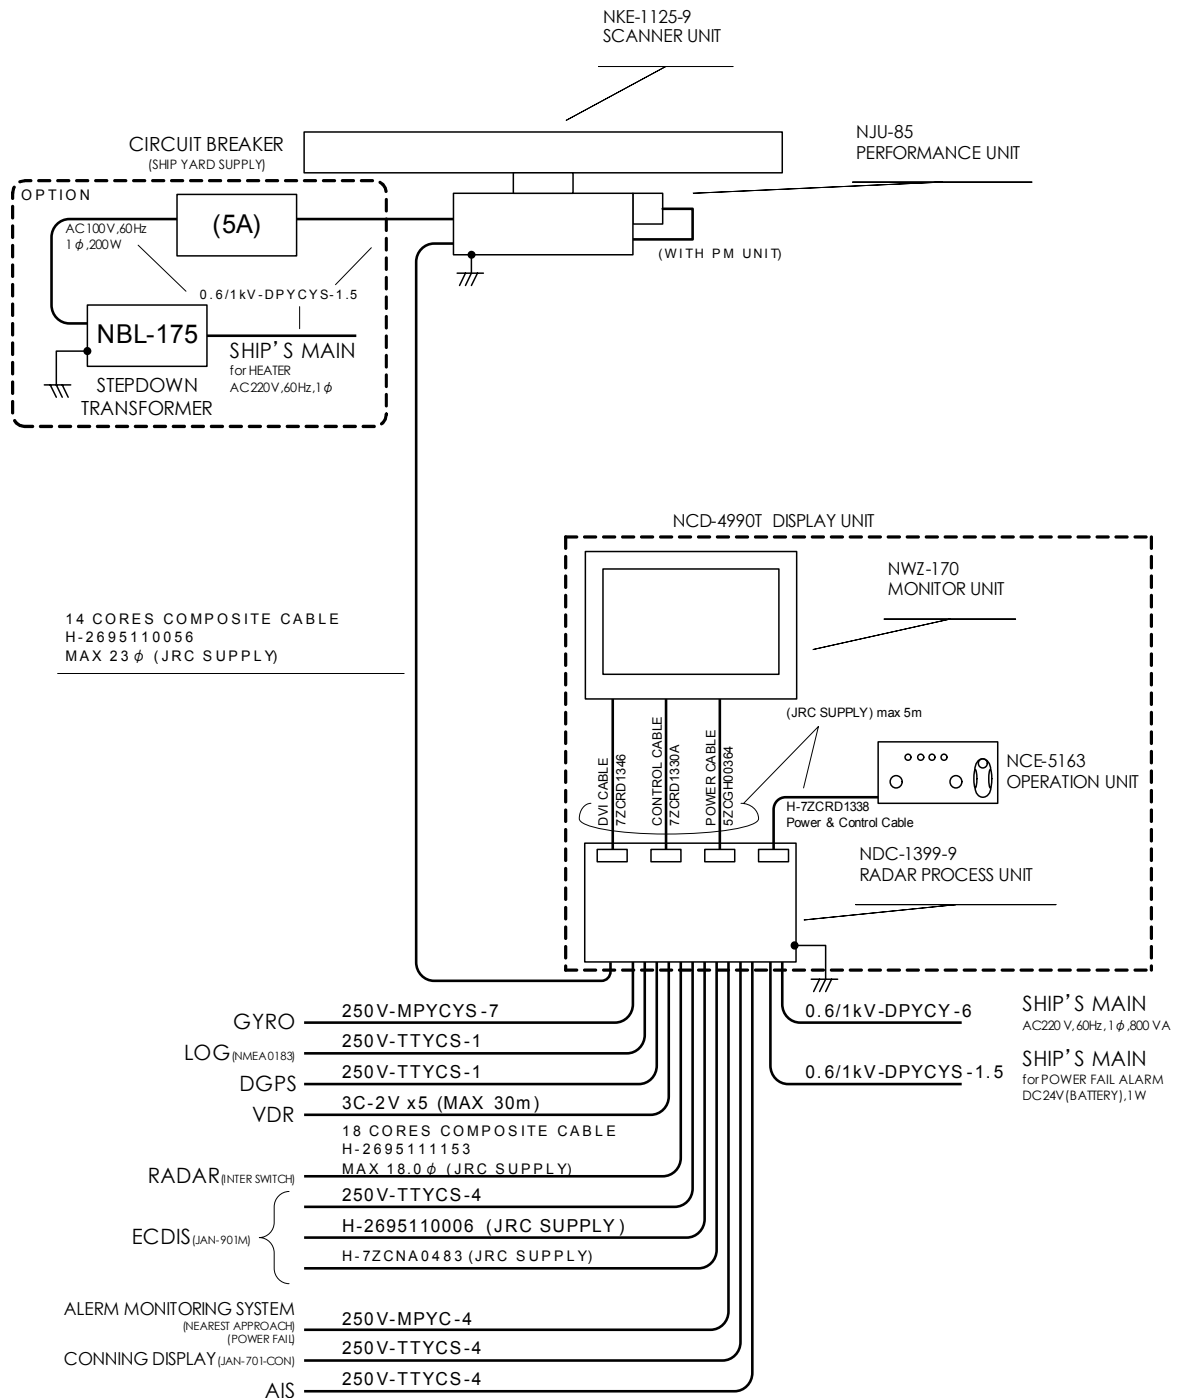 NKE-1125-9
SCANNER UNIT
NJU-85
PERFORMANCE UNIT
CIRCUIT BREAKER
(SHIP YARD SUPPLY)
OPTION
AC100V,60Hz
1φ,200W
(5A)
(WITH PM UNIT)
0.6/1kV-DPYCYS-1.5
NBL-175
SHIP'S MAIN
for HEATER
AC220V,60Hz,1φ
STEPDOWN
TRANSFORMER
NCD-4990T DISPLAY UNIT
NWZ-170
MONITOR UNIT
14 CORES COMPOSITE CABLE
H-2695110056
MAX 23φ (JRC SUPPLY)
(JRC SUPPLY) max 5m
DVI CABLE
7ZCRD1346
CONTROL CABLE
7ZCRD1330A
POWER CABLE
5ZCGH00364
NCE-5163
OPERATION UNIT
H-7ZCRD1338
Power & Control Cable
NDC-1399-9
RADAR PROCESS UNIT
GYRO 250V-MPYCYS-7
0.6/1kV-DPYCY-6
SHIP'S MAIN
AC220V,60Hz,1φ,800VA
LOG(NMEA0183) 250V-TTYCS-1
DGPS 250V-TTYCS-1
0.6/1kV-DPYCYS-1.5
SHIP'S MAIN
for POWER FAIL ALARM
DC24V(BATTERY),1W
VDR 3C-2V x5 (MAX 30m)
18 CORES COMPOSITE CABLE
H-2695111153
RADAR(INTER SWITCH) MAX 18.0φ (JRC SUPPLY)
250V-TTYCS-4
ECDIS(JAN-901M) H-2695110006 (JRC SUPPLY)
H-7ZCNA0483 (JRC SUPPLY)
ALERM MONITORING SYSTEM
(NEAREST APPROACH)
(POWER FAIL)
250V-MPYC-4
CONNING DISPLAY(JAN-701-CON) 250V-TTYCS-4
AIS 250V-TTYCS-4